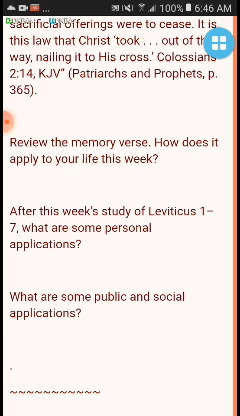 100% 6:46 AM
sacrificial offerings were to cease. It is
this law that Christ ‘took . . . out of the
way, nailing it to His cross.’ Colossians
2:14, KJV” (Patriarchs and Prophets, p.
365).
Review the memory verse. How does it
apply to your life this week?
After this week’s study of Leviticus 1–
7, what are some personal
applications?
What are some public and social
applications?
.
~~~~~~~~~~~